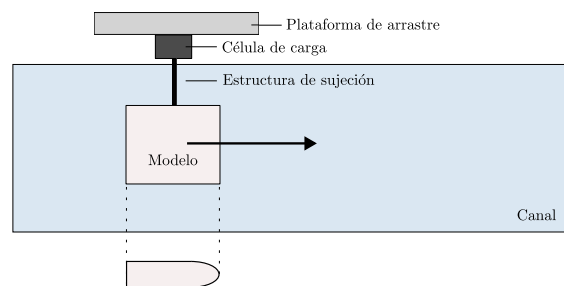 Plataforma de arrastre
Célula de carga
Estructura de sujeción
Modelo
Canal